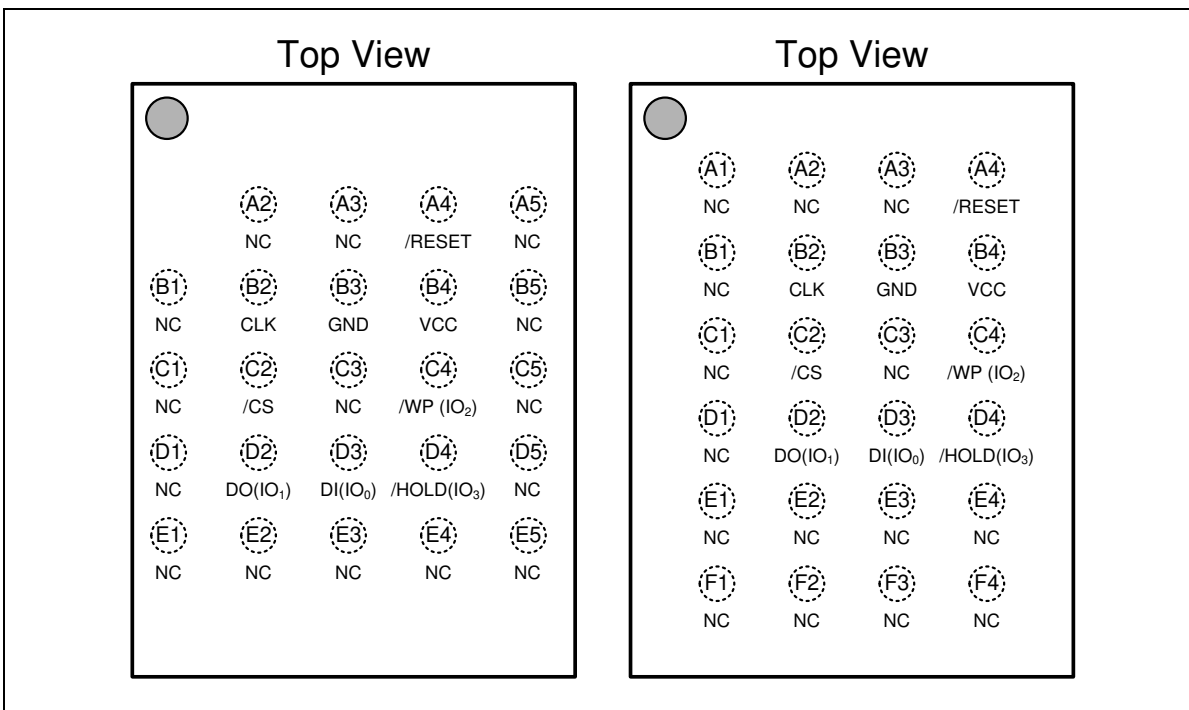 Top View
A2 A3 A4 A5
NC NC /RESET NC
B1 B2 B3 B4 B5
NC CLK GND VCC NC
C1 C2 C3 C4 C5
NC /CS NC /WP (IO₂) NC
D1 D2 D3 D4 D5
NC DO(IO₁) DI(IO₀) /HOLD(IO₃) NC
E1 E2 E3 E4 E5
NC NC NC NC NC
Top View
A1 A2 A3 A4
NC NC NC /RESET
B1 B2 B3 B4
NC CLK GND VCC
C1 C2 C3 C4
NC /CS NC /WP (IO₂)
D1 D2 D3 D4
NC DO(IO₁) DI(IO₀) /HOLD(IO₃)
E1 E2 E3 E4
NC NC NC NC
F1 F2 F3 F4
NC NC NC NC